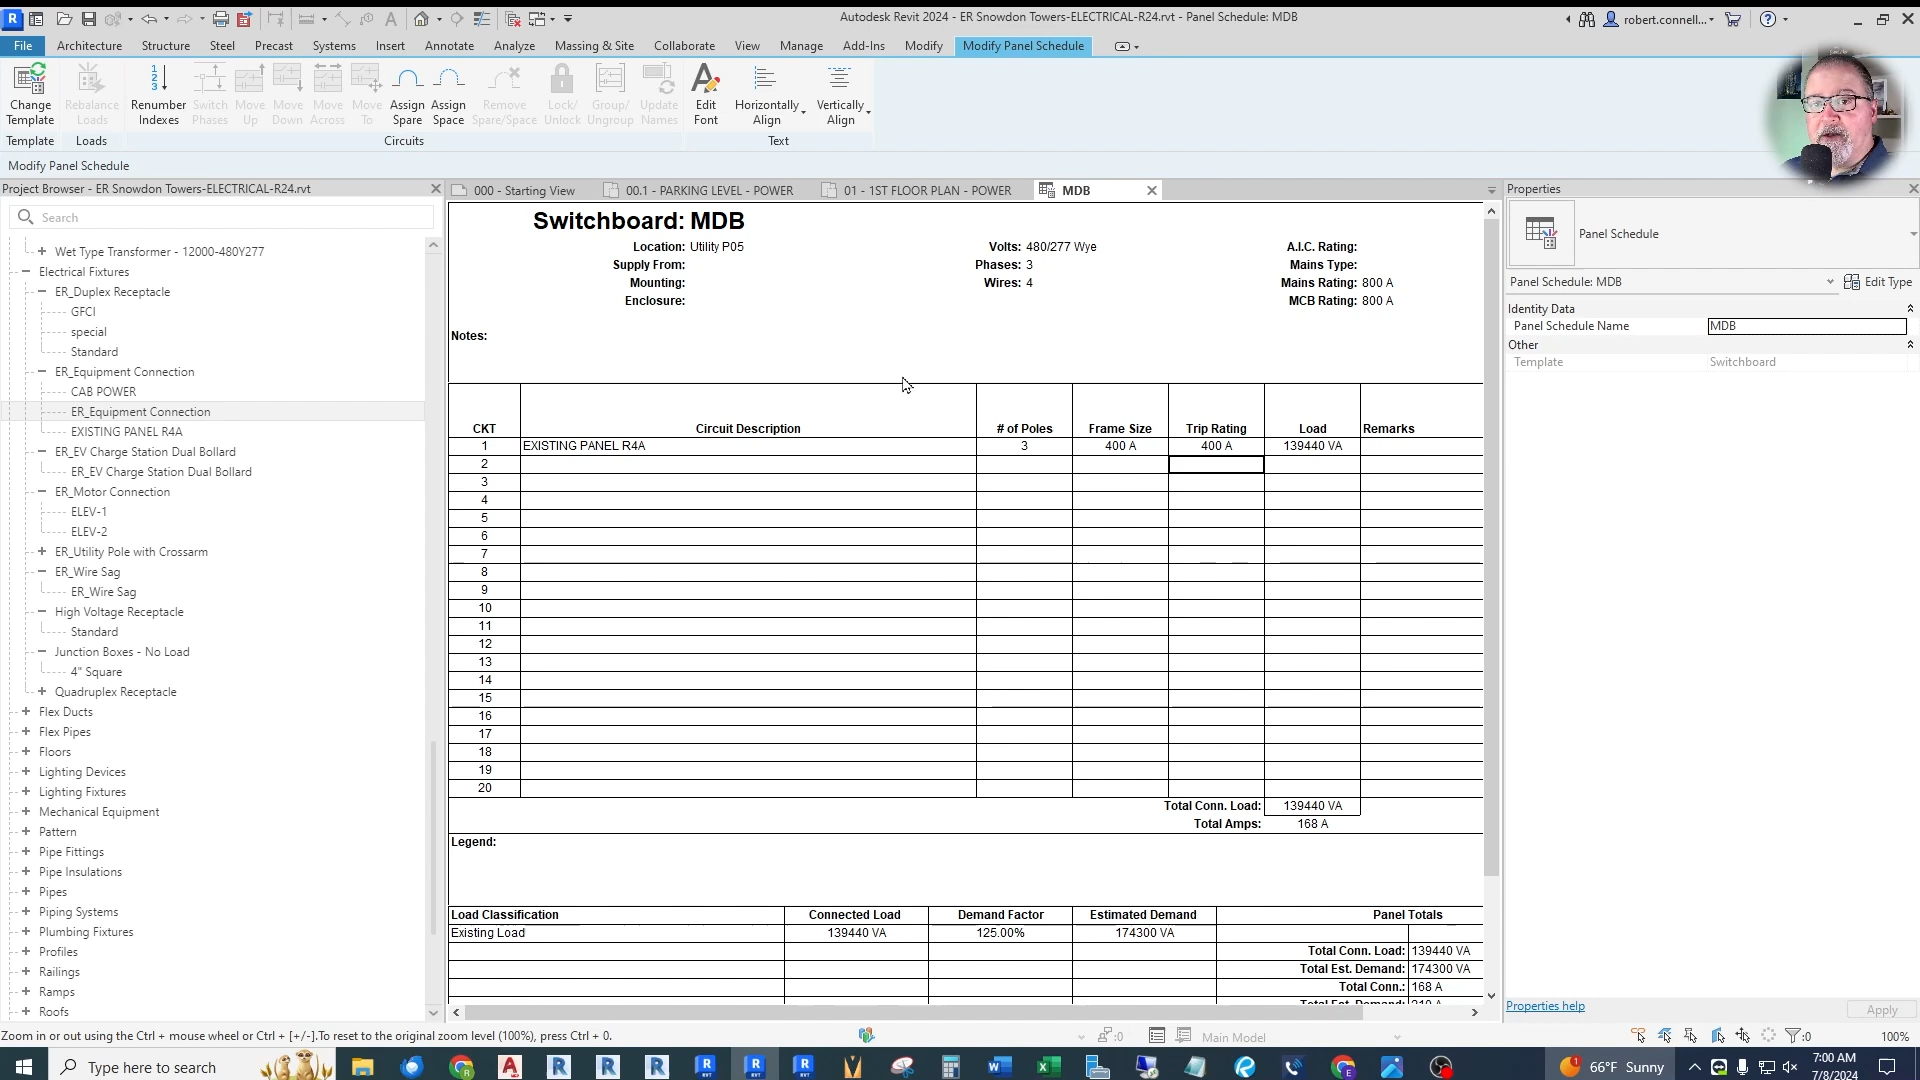 Autodesk Revit 2024 - ER Snowdon Towers-ELECTRICAL-R24.rvt - Panel Schedule: MDB
robert.connell...
File Architecture Structure Steel Precast Systems Insert Annotate Analyze Massing & Site Collaborate View Manage Add-Ins Modify Modify Panel Schedule
Change Template
Rebalance Loads
Renumber Indexes
Switch Phases
Move Up
Move Down
Move Across
Move To
Assign Spare
Assign Space
Remove Spare/Space
Lock/ Unlock
Group/ Ungroup
Update Names
Edit Font
Horizontally Align
Vertically Align
Template Loads Circuits Text
Modify Panel Schedule
Project Browser - ER Snowdon Towers-ELECTRICAL-R24.rvt
Search
Wet Type Transformer - 12000-480Y277
Electrical Fixtures
ER_Duplex Receptacle
GFCI
special
Standard
ER_Equipment Connection
CAB POWER
ER_Equipment Connection
EXISTING PANEL R4A
ER_EV Charge Station Dual Bollard
ER_EV Charge Station Dual Bollard
ER_Motor Connection
ELEV-1
ELEV-2
ER_Utility Pole with Crossarm
ER_Wire Sag
ER_Wire Sag
High Voltage Receptacle
Standard
Junction Boxes - No Load
4" Square
Quadruplex Receptacle
Flex Ducts
Flex Pipes
Floors
Lighting Devices
Lighting Fixtures
Mechanical Equipment
Pattern
Pipe Fittings
Pipe Insulations
Pipes
Piping Systems
Plumbing Fixtures
Profiles
Railings
Ramps
Roofs
000 - Starting View 00.1 - PARKING LEVEL - POWER 01 - 1ST FLOOR PLAN - POWER MDB
Switchboard: MDB
Location: Utility P05 Volts: 480/277 Wye A.I.C. Rating:
Supply From: Phases: 3 Mains Type:
Mounting: Wires: 4 Mains Rating: 800 A
Enclosure: MCB Rating: 800 A
Notes:
CKT Circuit Description # of Poles Frame Size Trip Rating Load Remarks
1 EXISTING PANEL R4A 3 400 A 400 A 139440 VA
2
3
4
5
6
7
8
9
10
11
12
13
14
15
16
17
18
19
20
Total Conn. Load: 139440 VA
Total Amps: 168 A
Legend:
Load Classification Connected Load Demand Factor Estimated Demand Panel Totals
Existing Load 139440 VA 125.00% 174300 VA
Total Conn. Load: 139440 VA
Total Est. Demand: 174300 VA
Total Conn.: 168 A
Total Est. Demand: 210 A
Properties
Panel Schedule
Panel Schedule: MDB Edit Type
Identity Data
Panel Schedule Name MDB
Other
Template Switchboard
Properties help Apply
Zoom in or out using the Ctrl + mouse wheel or Ctrl + [+/-].To reset to the original zoom level (100%), press Ctrl + 0.
:0 Main Model :0 100%
Type here to search
66°F Sunny
7:00 AM
7/8/2024